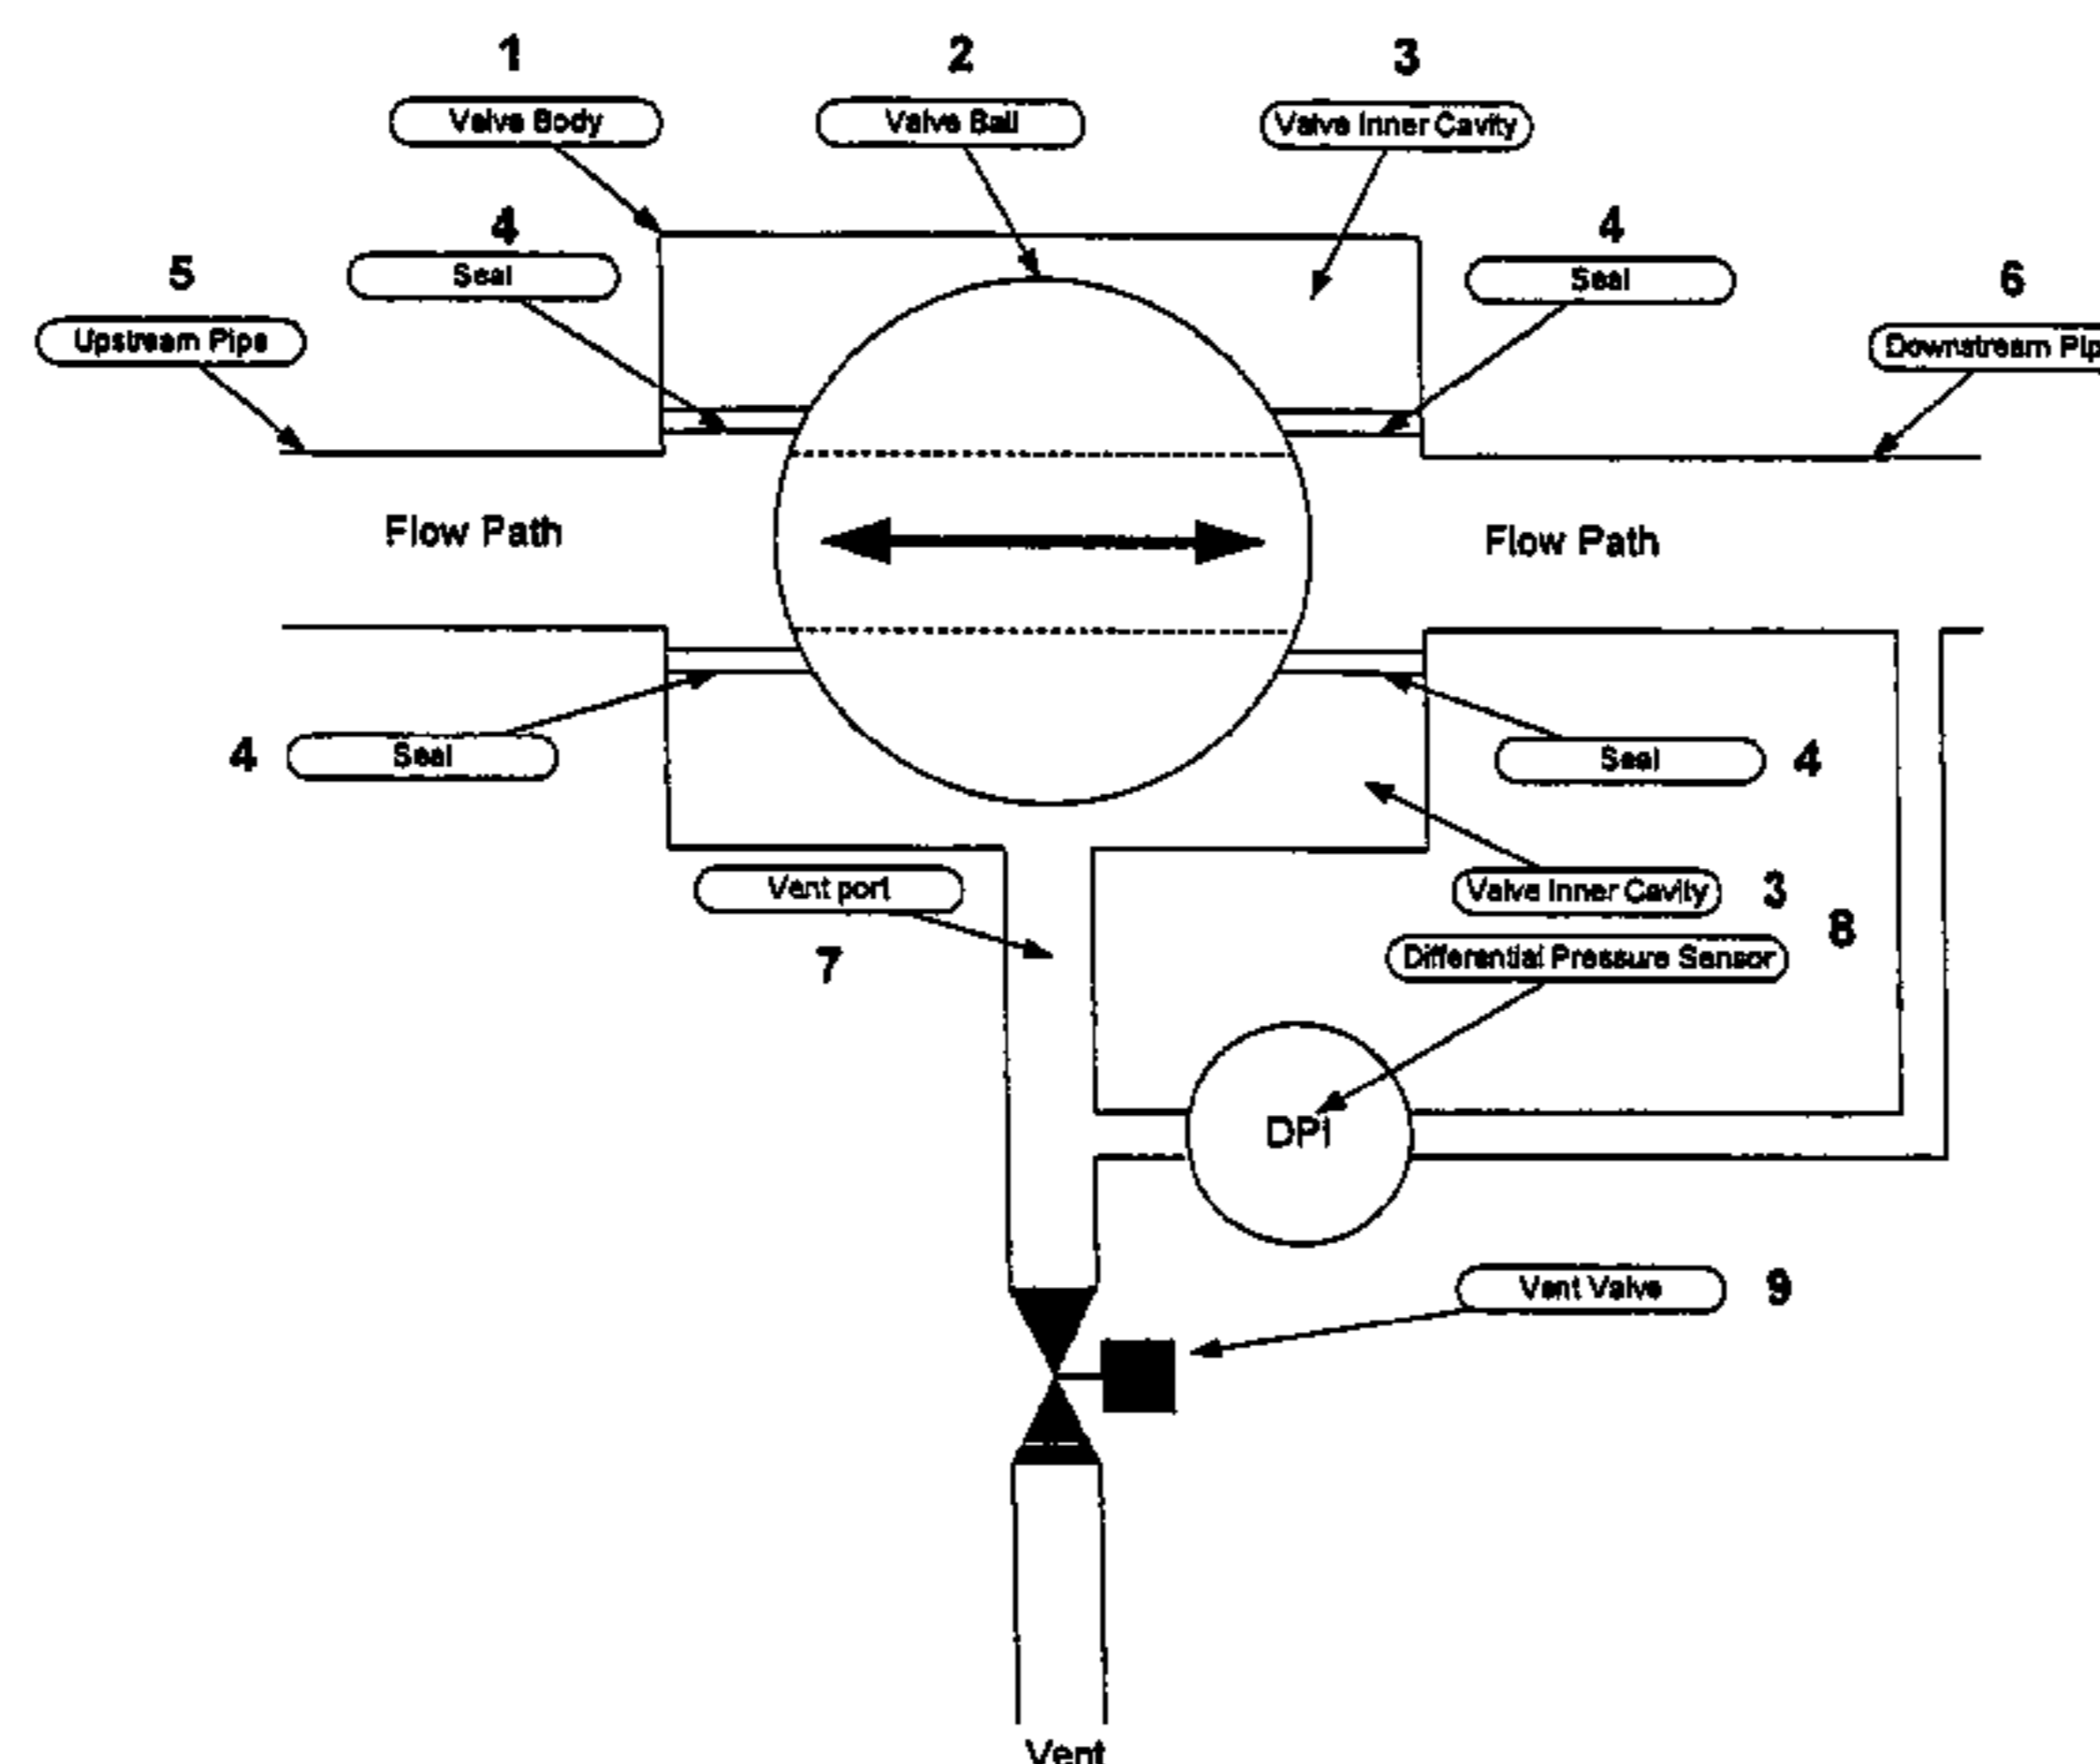 1
2
3
Valve Body
Valve Ball
Valve Inner Cavity
4
4
5
Seal
Seal
6
Upstream Pipe
Downstream Pip
Flow Path
Flow Path
4
Seal
Seal
4
Vent port
Valve Inner Cavity
3
8
7
Differential Pressure Sensor
DPI
Vent Valve
9
Vent